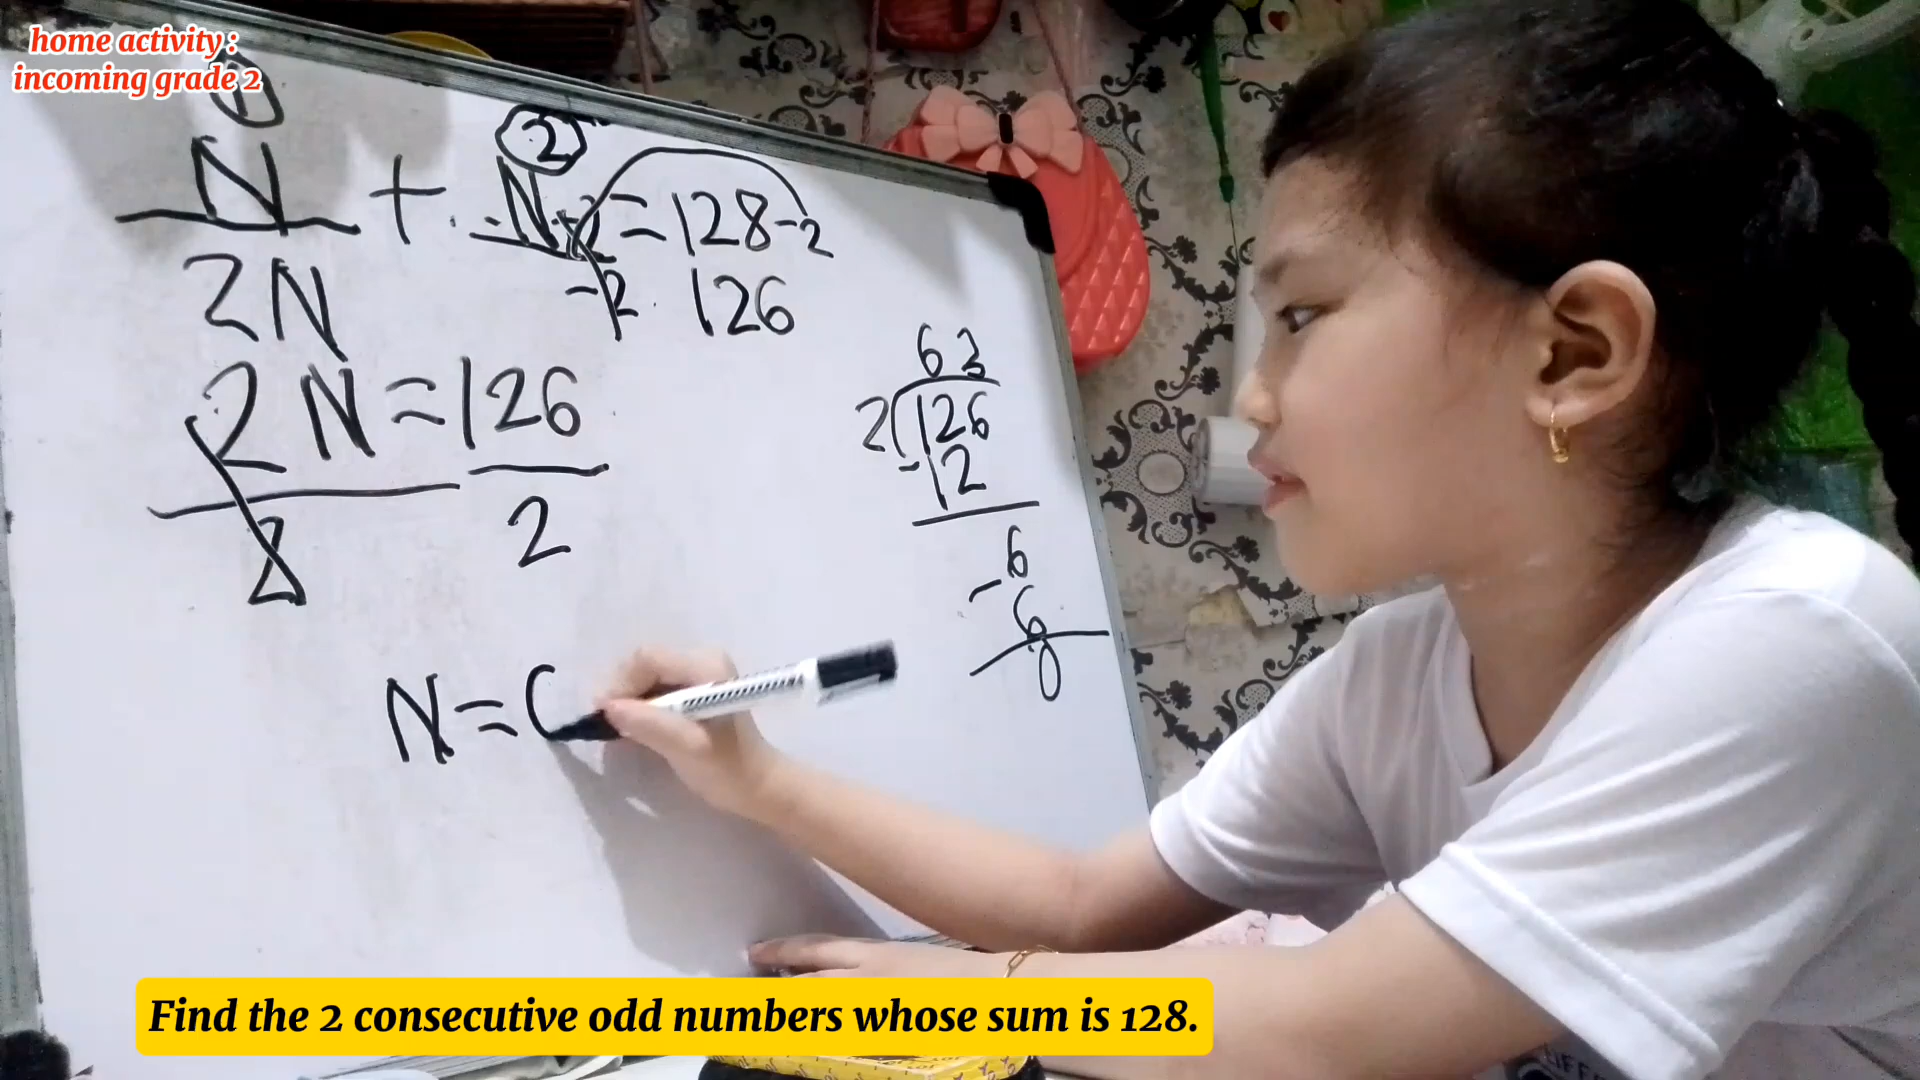 home activity :
incoming grade 2
1 2
N + N+2 = 128-2
2N -2 126
2N = 126
2 2
63
2 126
-12
6
- 6
0
N=
Find the 2 consecutive odd numbers whose sum is 128.